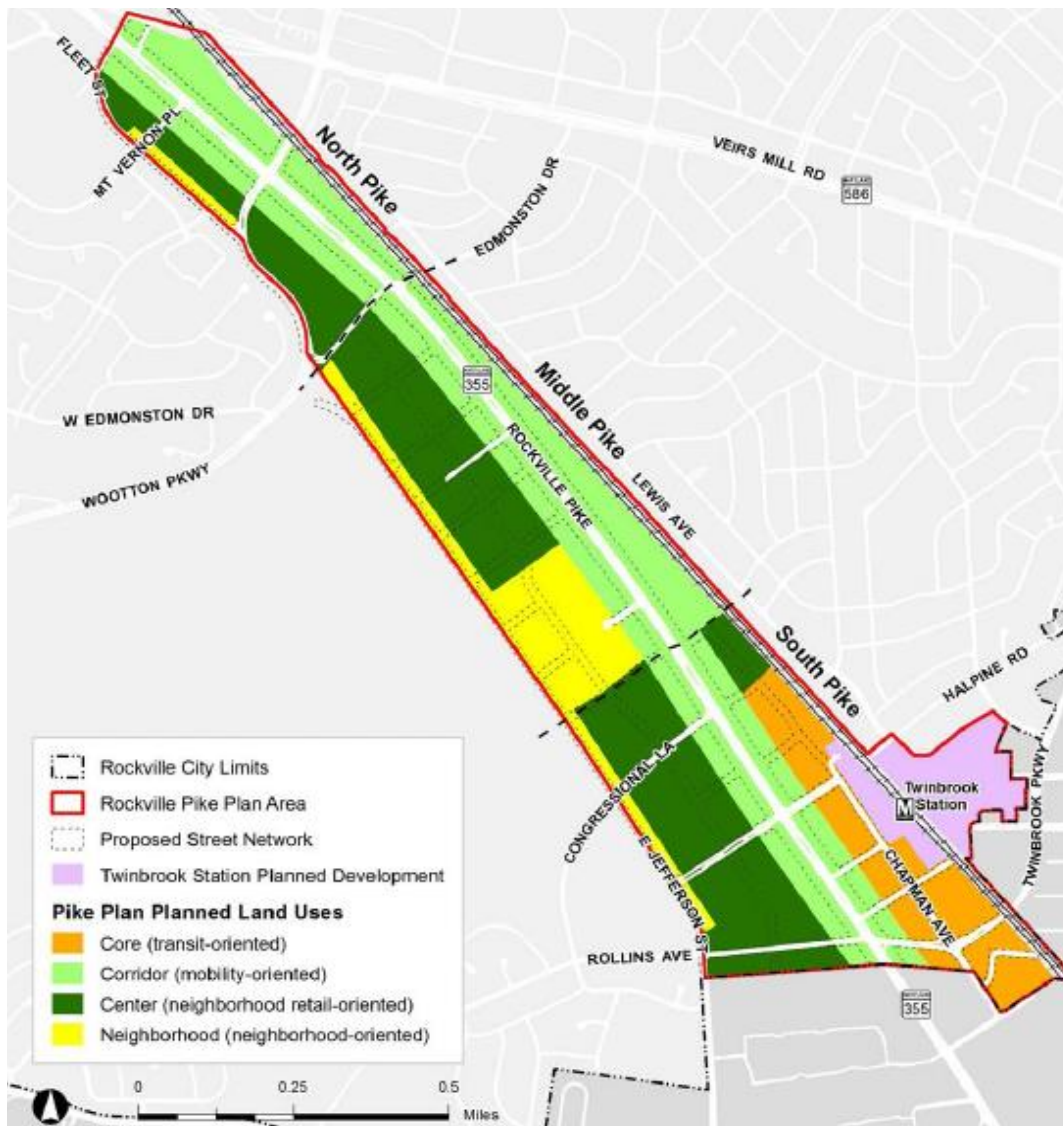 FLEET ST
MT VERNON PL
North Pike
EDMONSTON DR
VEIRS MILL RD
MARYLAND
586
MARYLAND
355
W EDMONSTON DR
WOOTTON PKWY
ROCKVILLE PIKE
Middle Pike
LEWIS AVE
South Pike
HALPINE RD
CONGRESSIONAL LA
E JEFFERSON ST
Twinbrook
M Station
TWINBROOK PKWY
CHAPMAN AVE
ROLLINS AVE
MARYLAND
355
Rockville City Limits
Rockville Pike Plan Area
Proposed Street Network
Twinbrook Station Planned Development
Pike Plan Planned Land Uses
Core (transit-oriented)
Corridor (mobility-oriented)
Center (neighborhood retail-oriented)
Neighborhood (neighborhood-oriented)
0 0.25 0.5
Miles